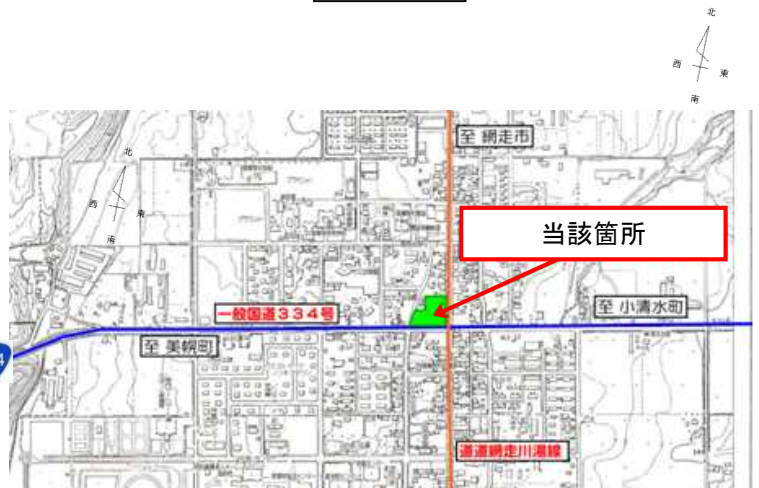 北
西 東
南
至 網走市
北
西 東
南
当該箇所
一般国道334号
至 小清水町
至 美幌町
4
道道網走川湯線